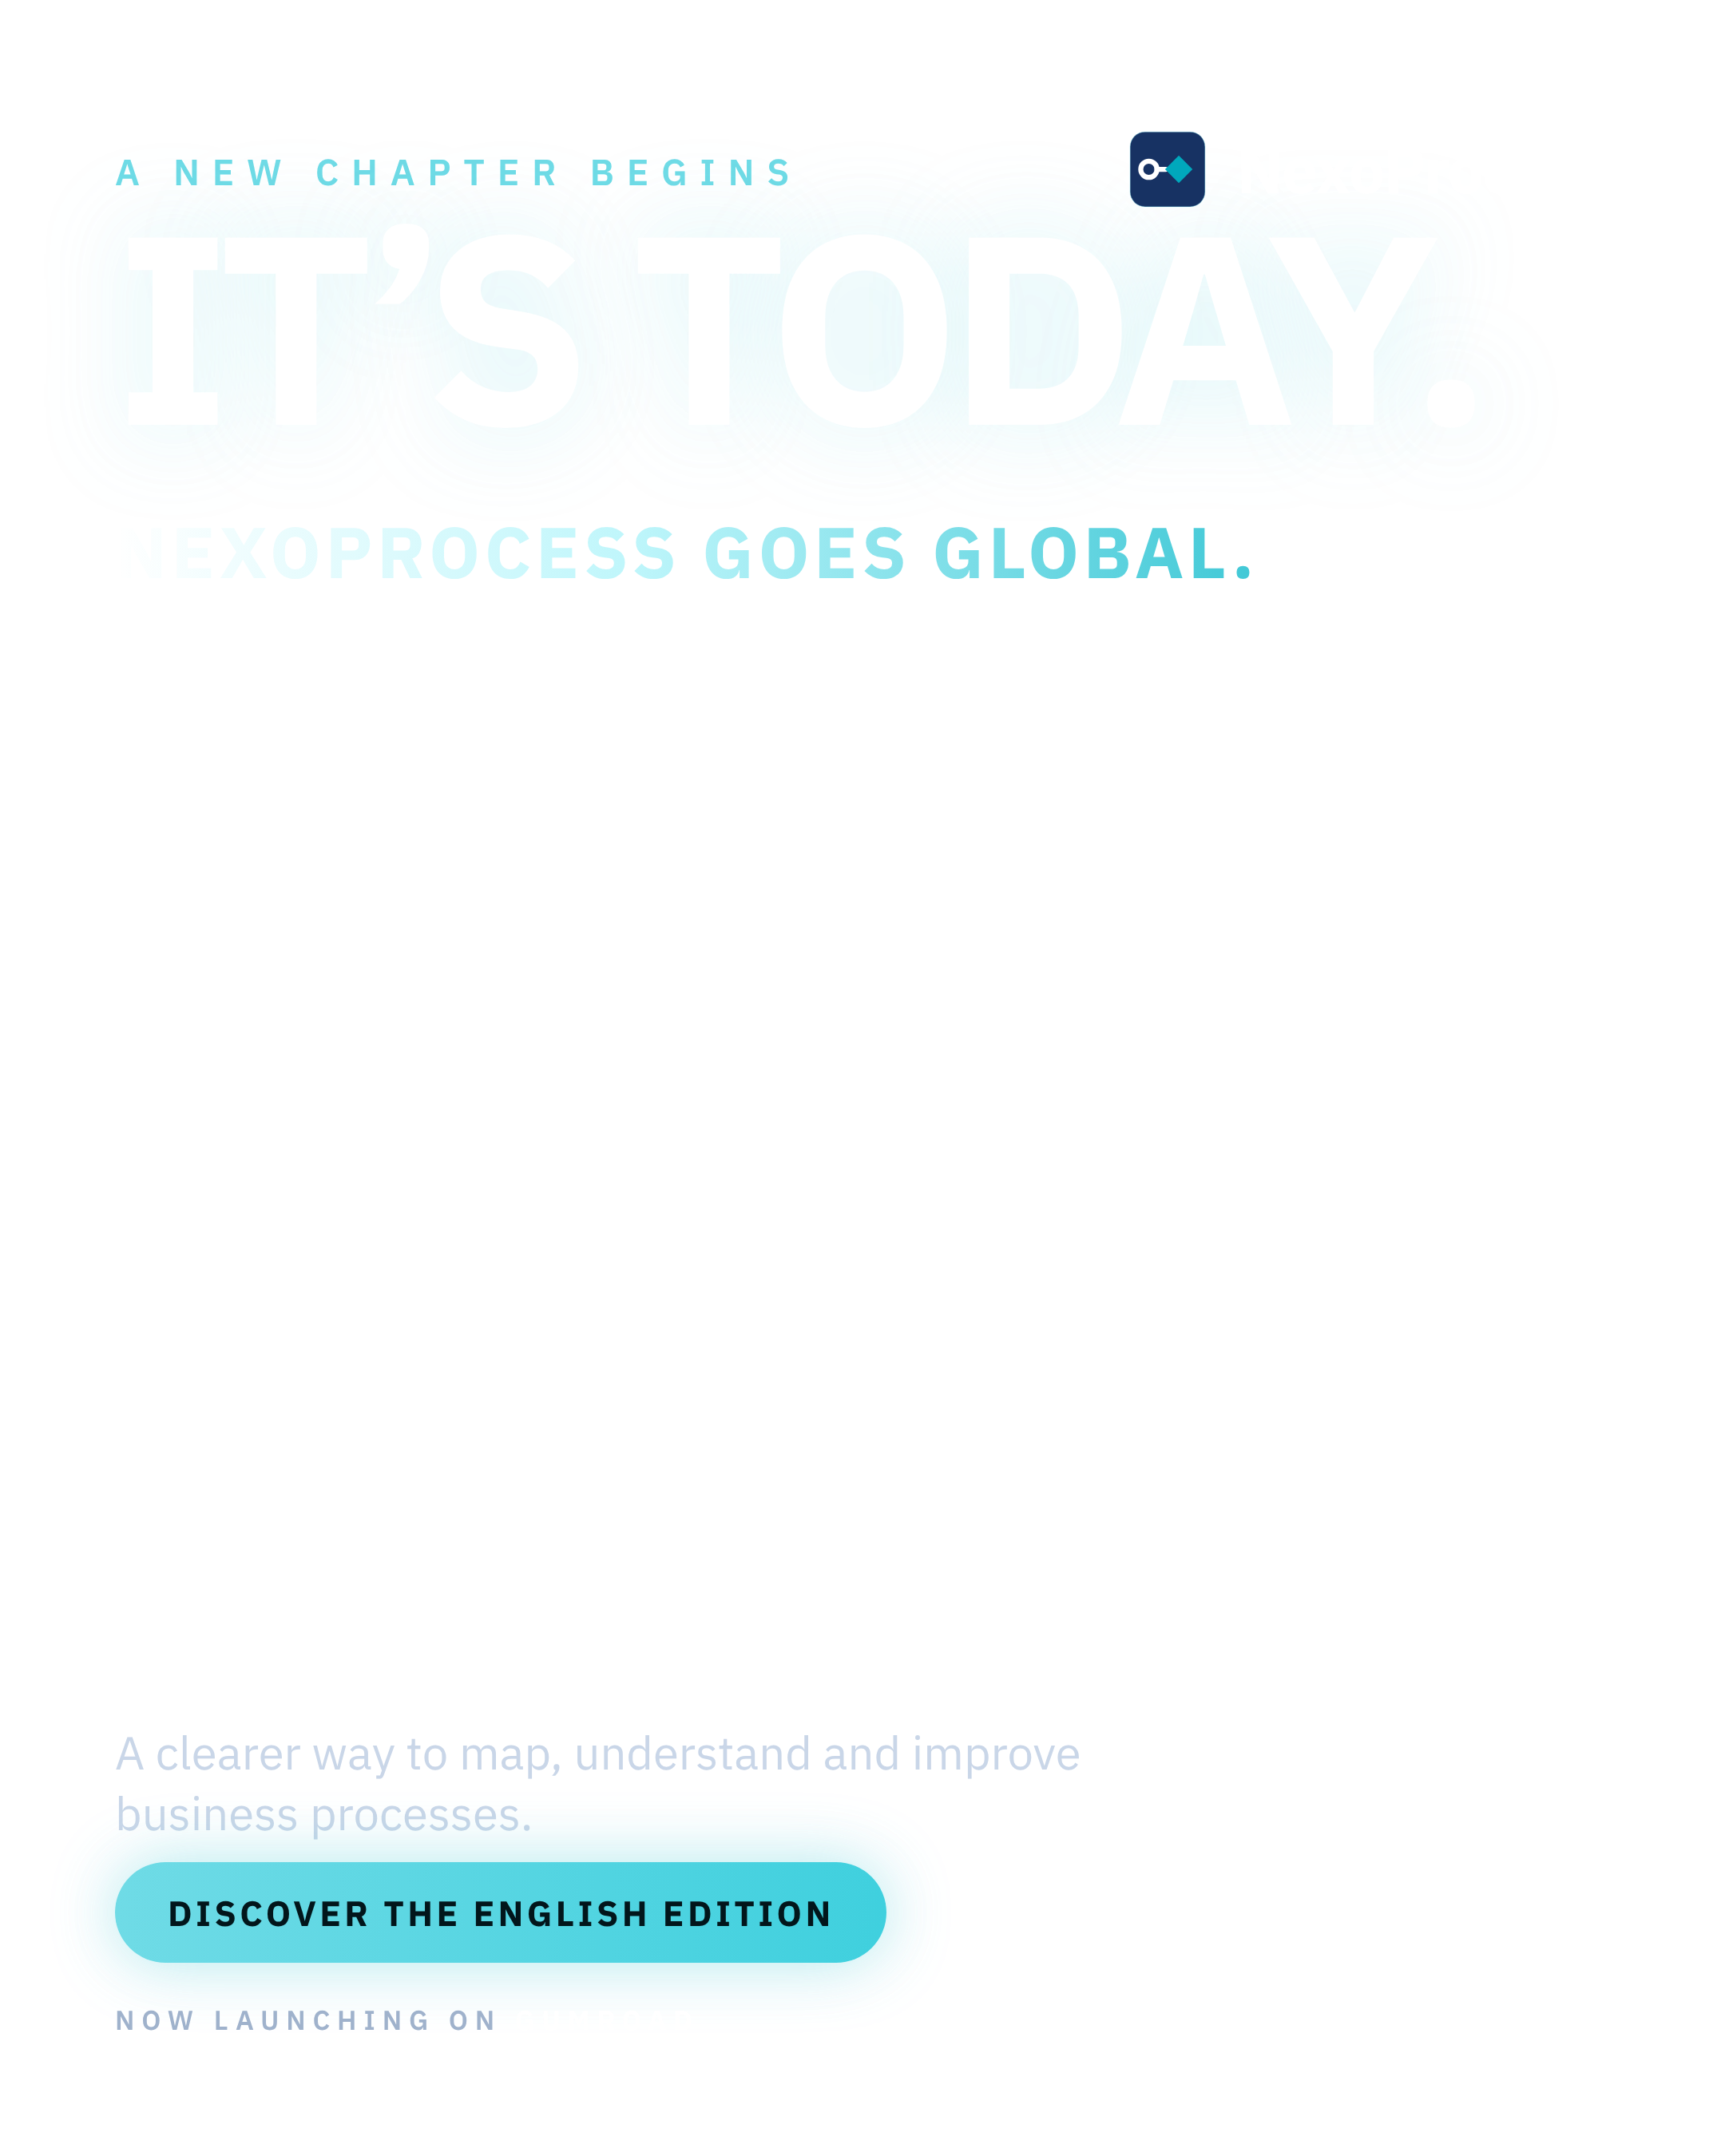 A NEW CHAPTER BEGINS
IT’S TODAY.
NEXOPROCESS GOES GLOBAL.
A clearer way to map, understand and improve
business processes.
DISCOVER THE ENGLISH EDITION
NOW LAUNCHING ON